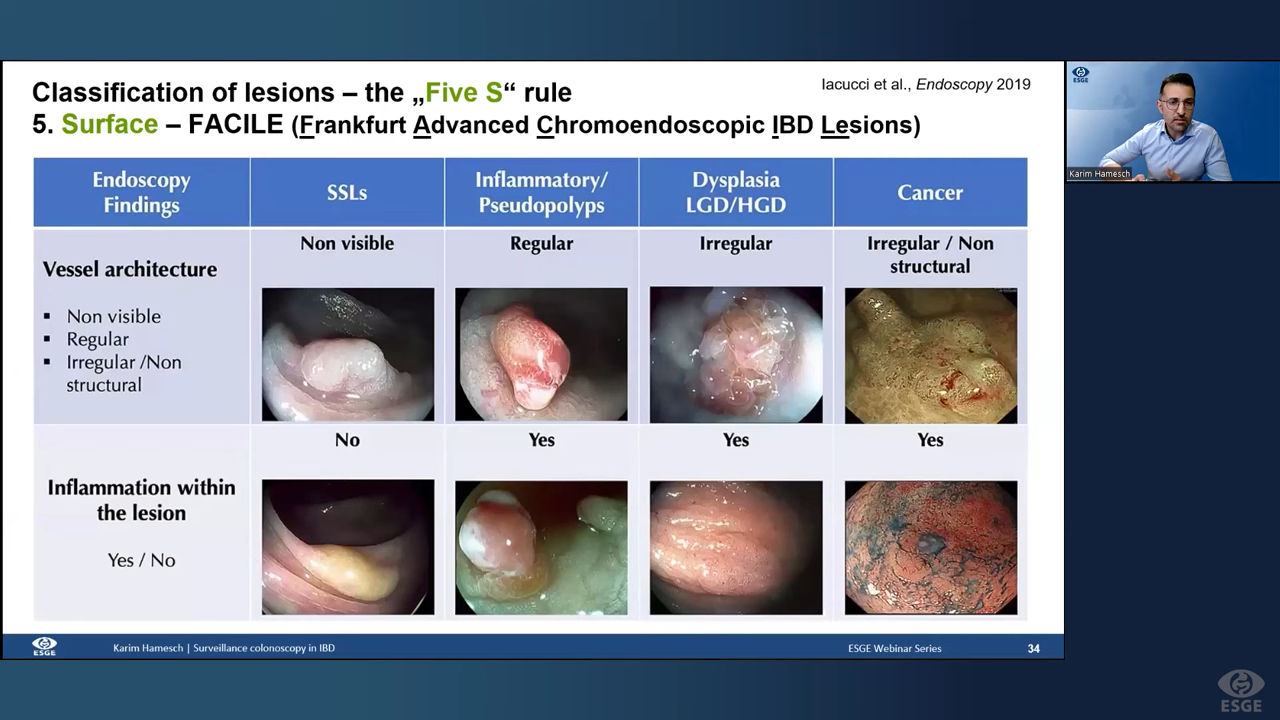 Classification of lesions – the „Five S“ rule
Iacucci et al., Endoscopy 2019
5. Surface – FACILE (Frankfurt Advanced Chromoendoscopic IBD Lesions)
Endoscopy Findings
SSLs
Inflammatory/ Pseudopolyps
Dysplasia LGD/HGD
Cancer
Vessel architecture
▪ Non visible
▪ Regular
▪ Irregular /Non
structural
Non visible
Regular
Irregular
Irregular / Non
structural
Inflammation within
the lesion
Yes / No
No
Yes
Yes
Yes
ESGE
Karim Hamesch | Surveillance colonoscopy in IBD
ESGE Webinar Series
34
ESGE
Karim Hamesch
ESGE